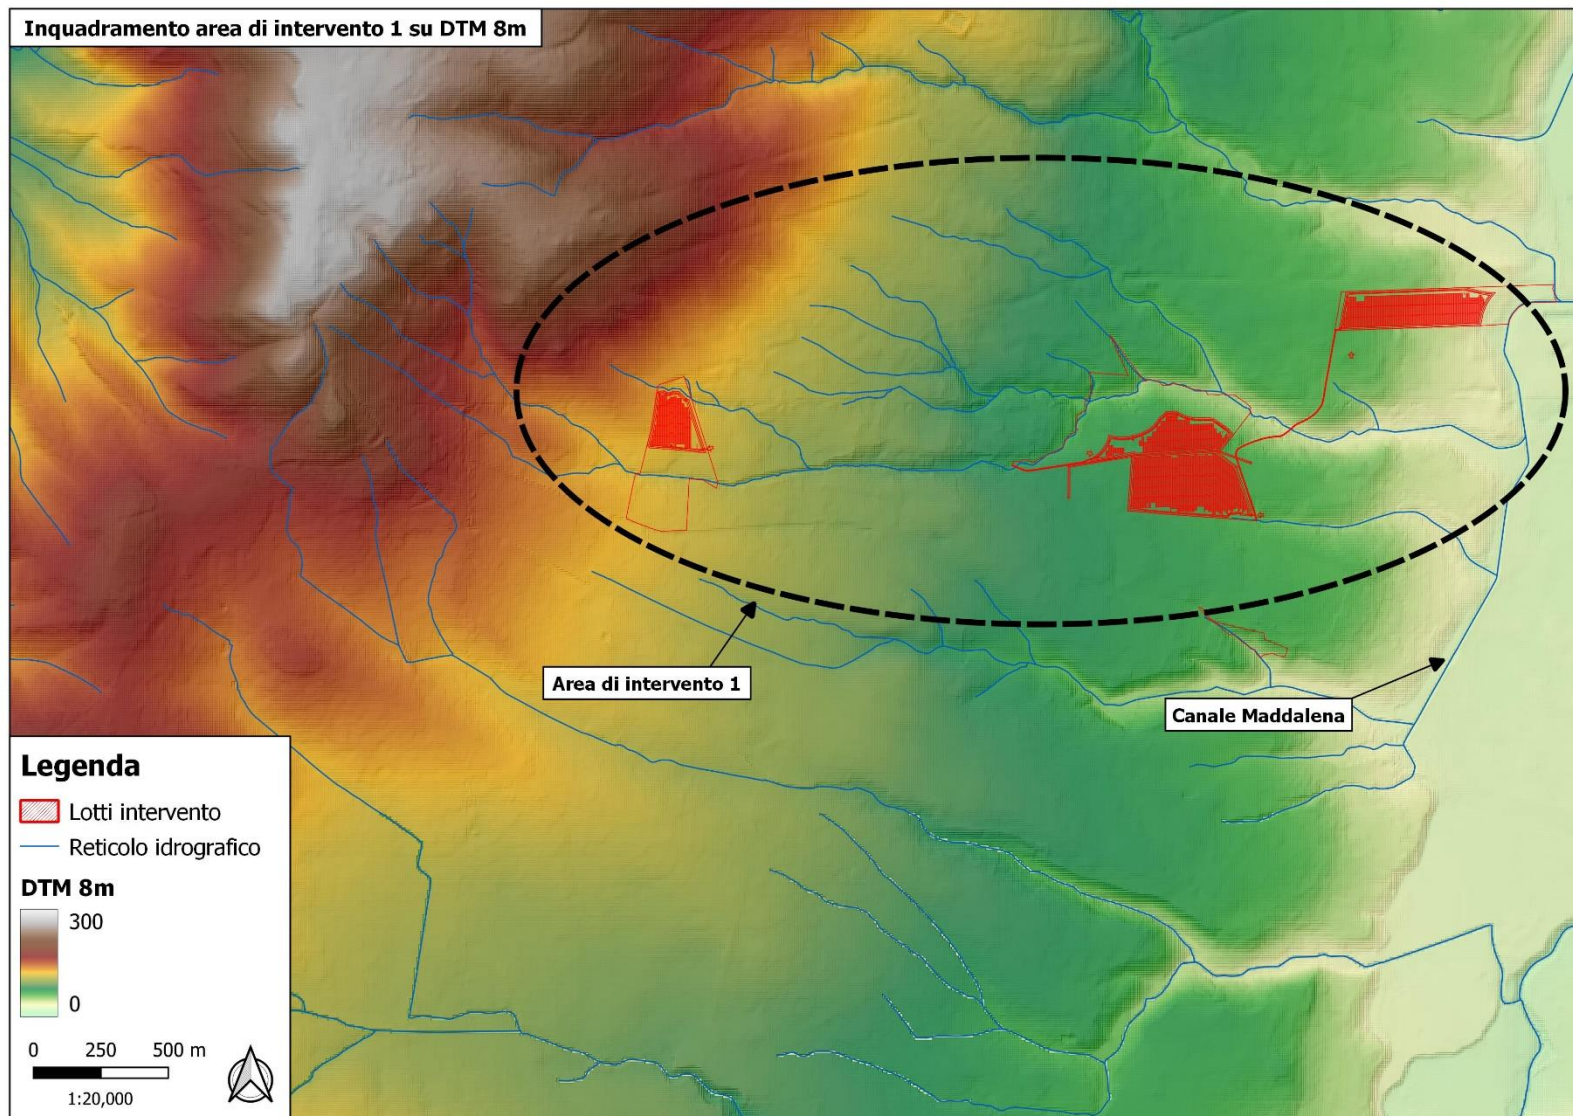 Inquadramento area di intervento 1 su DTM 8m
Area di intervento 1
Canale Maddalena
Legenda
Lotti intervento
Reticolo idrografico
DTM 8m
300
0
0 250 500 m
1:20,000